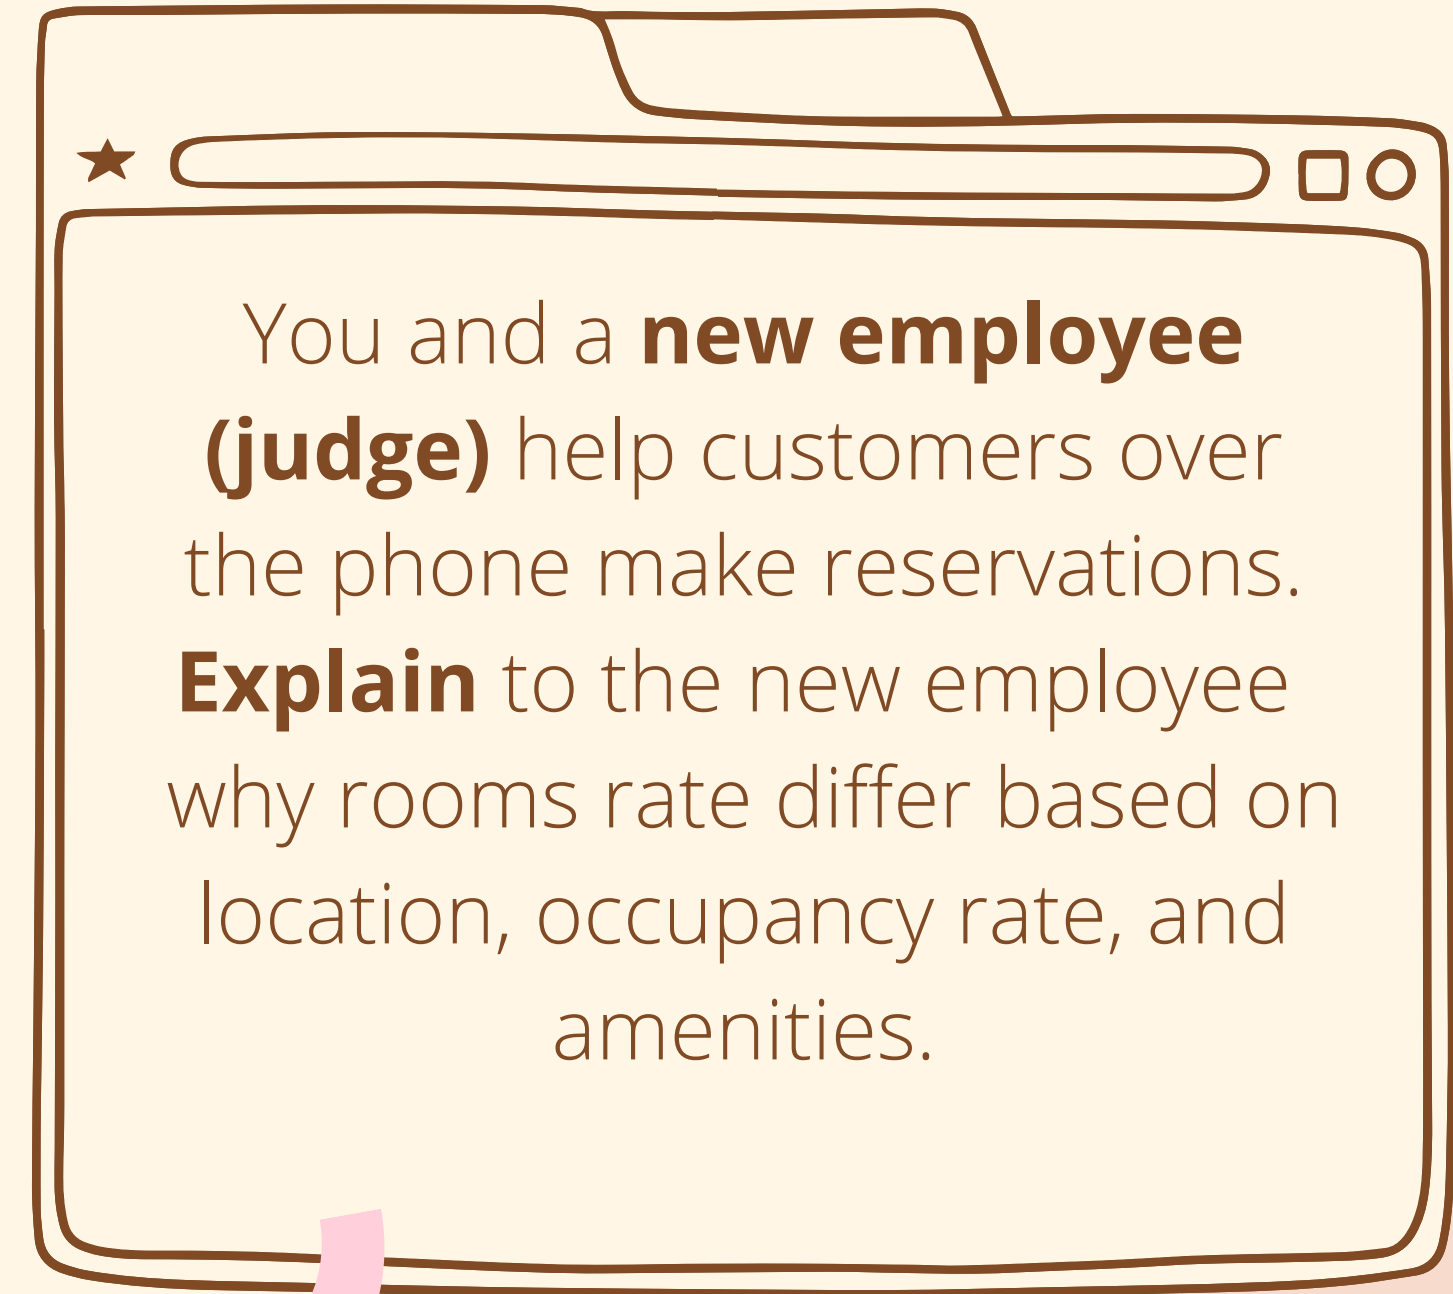 You and a new employee
(judge) help customers over
the phone make reservations.
Explain to the new employee
why rooms rate differ based on
location, occupancy rate, and
amenities.